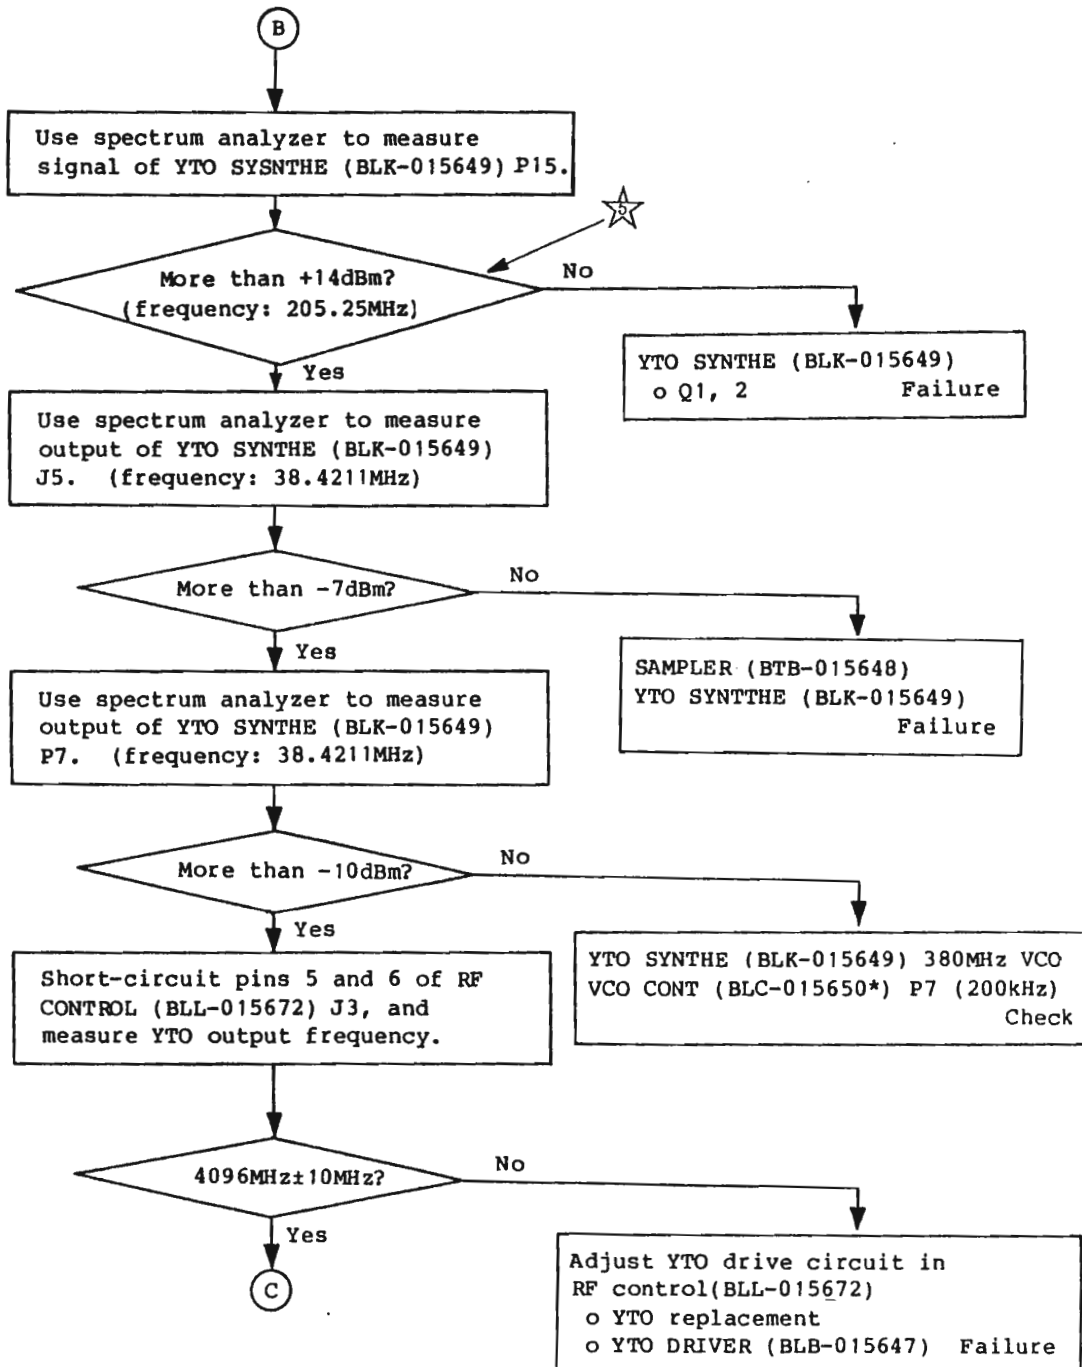 B
Use spectrum analyzer to measure
signal of YTO SYSNTHE (BLK-015649) P15.
5
More than +14dBm?
(frequency: 205.25MHz)
No
YTO SYNTHE (BLK-015649)
o Q1, 2 Failure
Yes
Use spectrum analyzer to measure
output of YTO SYNTHE (BLK-015649)
J5. (frequency: 38.4211MHz)
More than -7dBm?
No
SAMPLER (BTB-015648)
YTO SYNTTHE (BLK-015649)
Failure
Yes
Use spectrum analyzer to measure
output of YTO SYNTHE (BLK-015649)
P7. (frequency: 38.4211MHz)
More than -10dBm?
No
YTO SYNTHE (BLK-015649) 380MHz VCO
VCO CONT (BLC-015650*) P7 (200kHz)
Check
Yes
Short-circuit pins 5 and 6 of RF
CONTROL (BLL-015672) J3, and
measure YTO output frequency.
4096MHz±10MHz?
No
Adjust YTO drive circuit in
RF control(BLL-015672)
o YTO replacement
o YTO DRIVER (BLB-015647) Failure
Yes
C